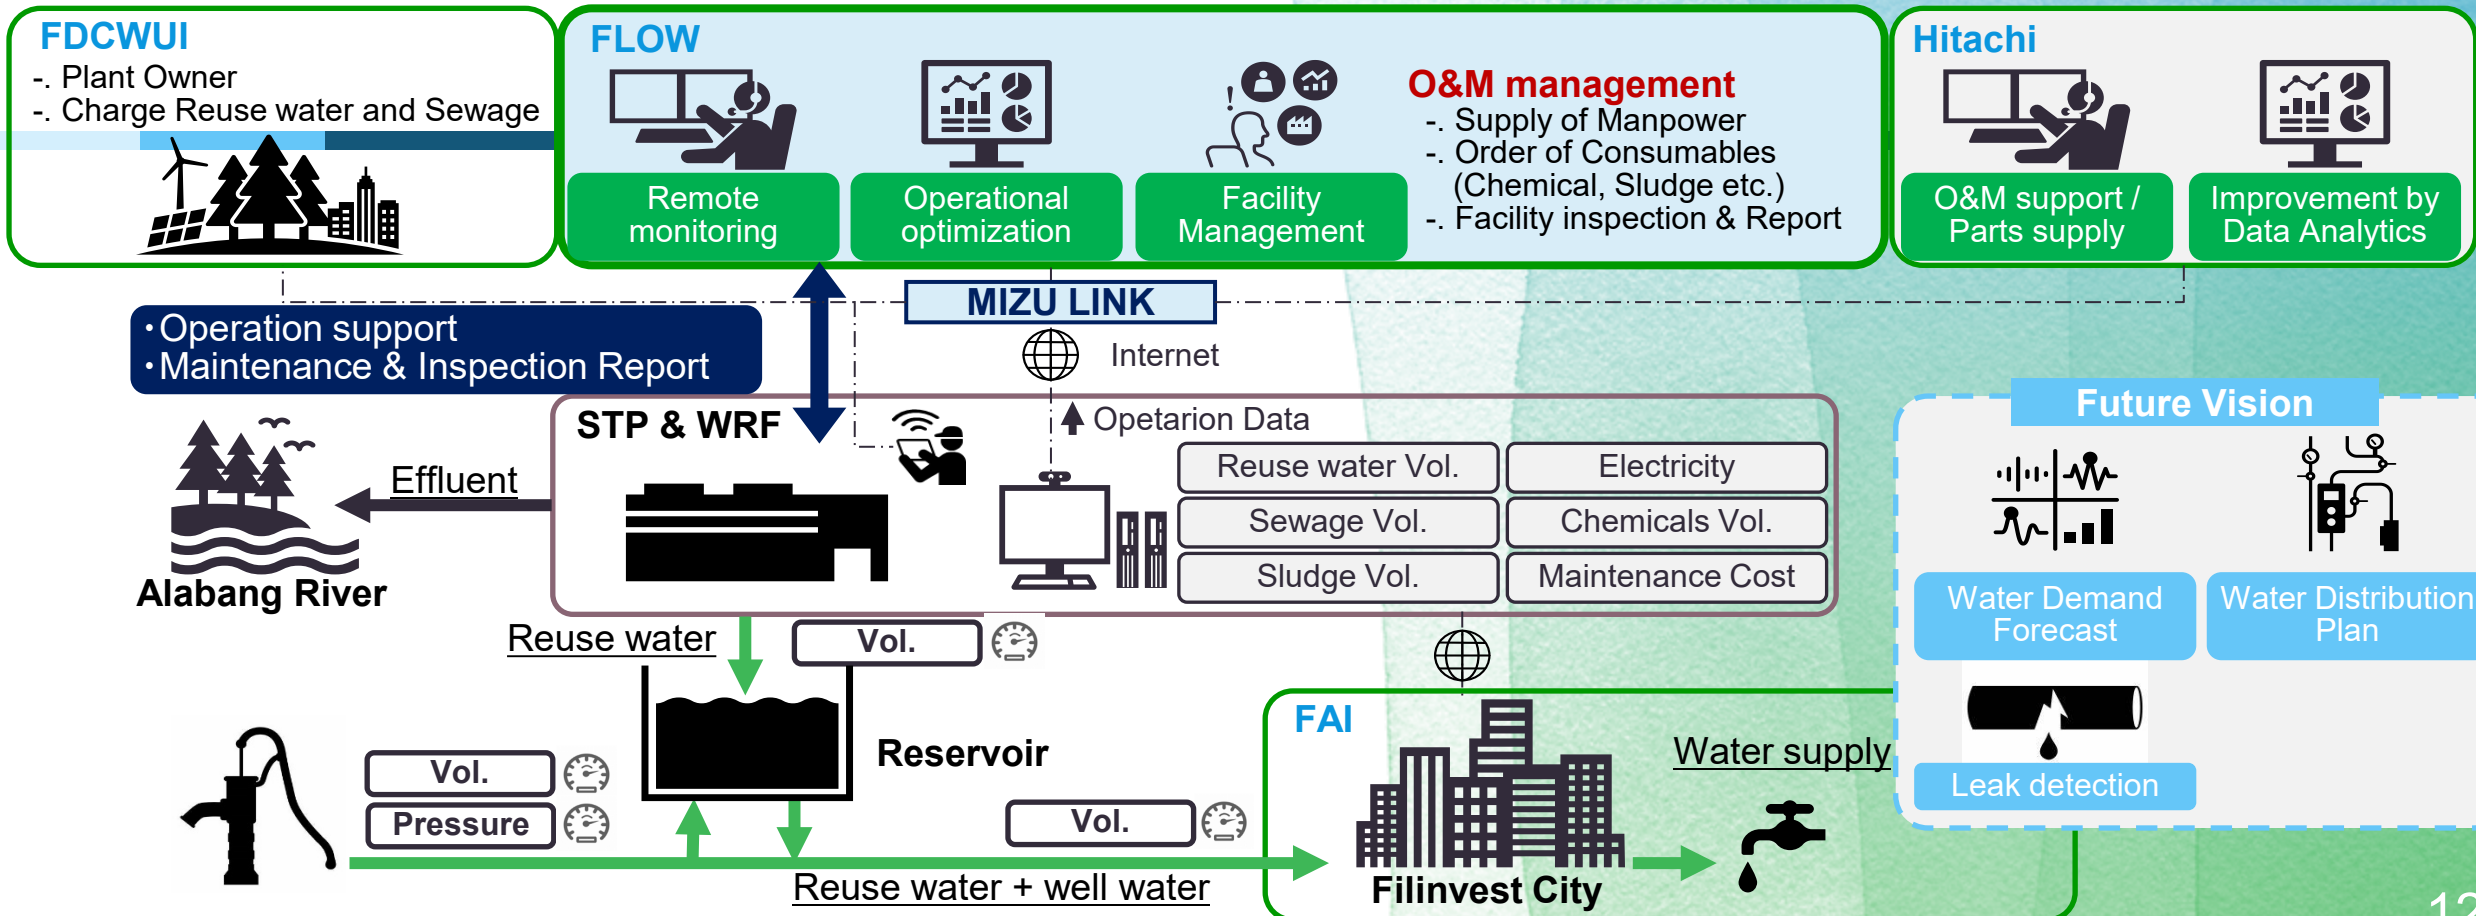 FDCWUI
-. Plant Owner
-. Charge Reuse water and Sewage
FLOW
Remote
monitoring
Operational
optimization
Facility
Management
O&M management
-. Supply of Manpower
-. Order of Consumables
(Chemical, Sludge etc.)
-. Facility inspection & Report
Hitachi
O&M support /
Parts supply
Improvement by
Data Analytics
MIZU LINK
・Operation support
・Maintenance & Inspection Report
Internet
STP & WRF
Opetarion Data
Reuse water Vol.
Electricity
Sewage Vol.
Chemicals Vol.
Sludge Vol.
Maintenance Cost
Effluent
Alabang River
Future Vision
Water Demand
Forecast
Water Distribution
Plan
Leak detection
Reuse water
Vol.
Reservoir
Vol.
Pressure
Vol.
Reuse water + well water
FAI
Filinvest City
Water supply
12